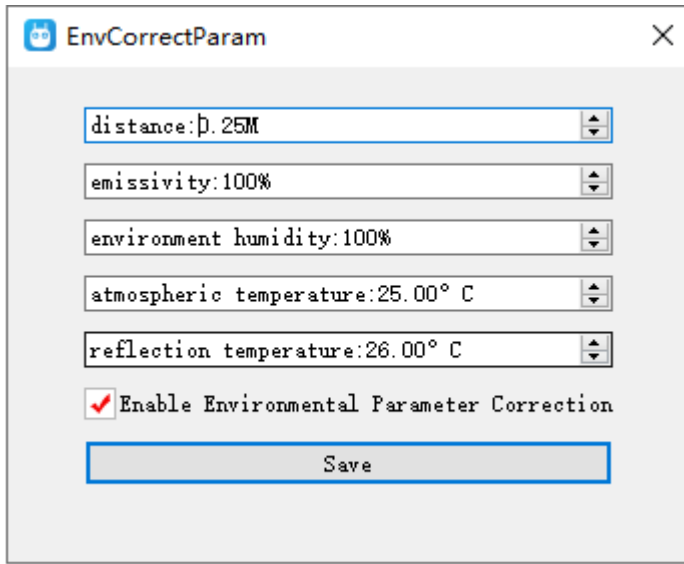 EnvCorrectParam
distance:0.25M
emissivity:100%
environment humidity:100%
atmospheric temperature:25.00° C
reflection temperature:26.00° C
Enable Environmental Parameter Correction
Save